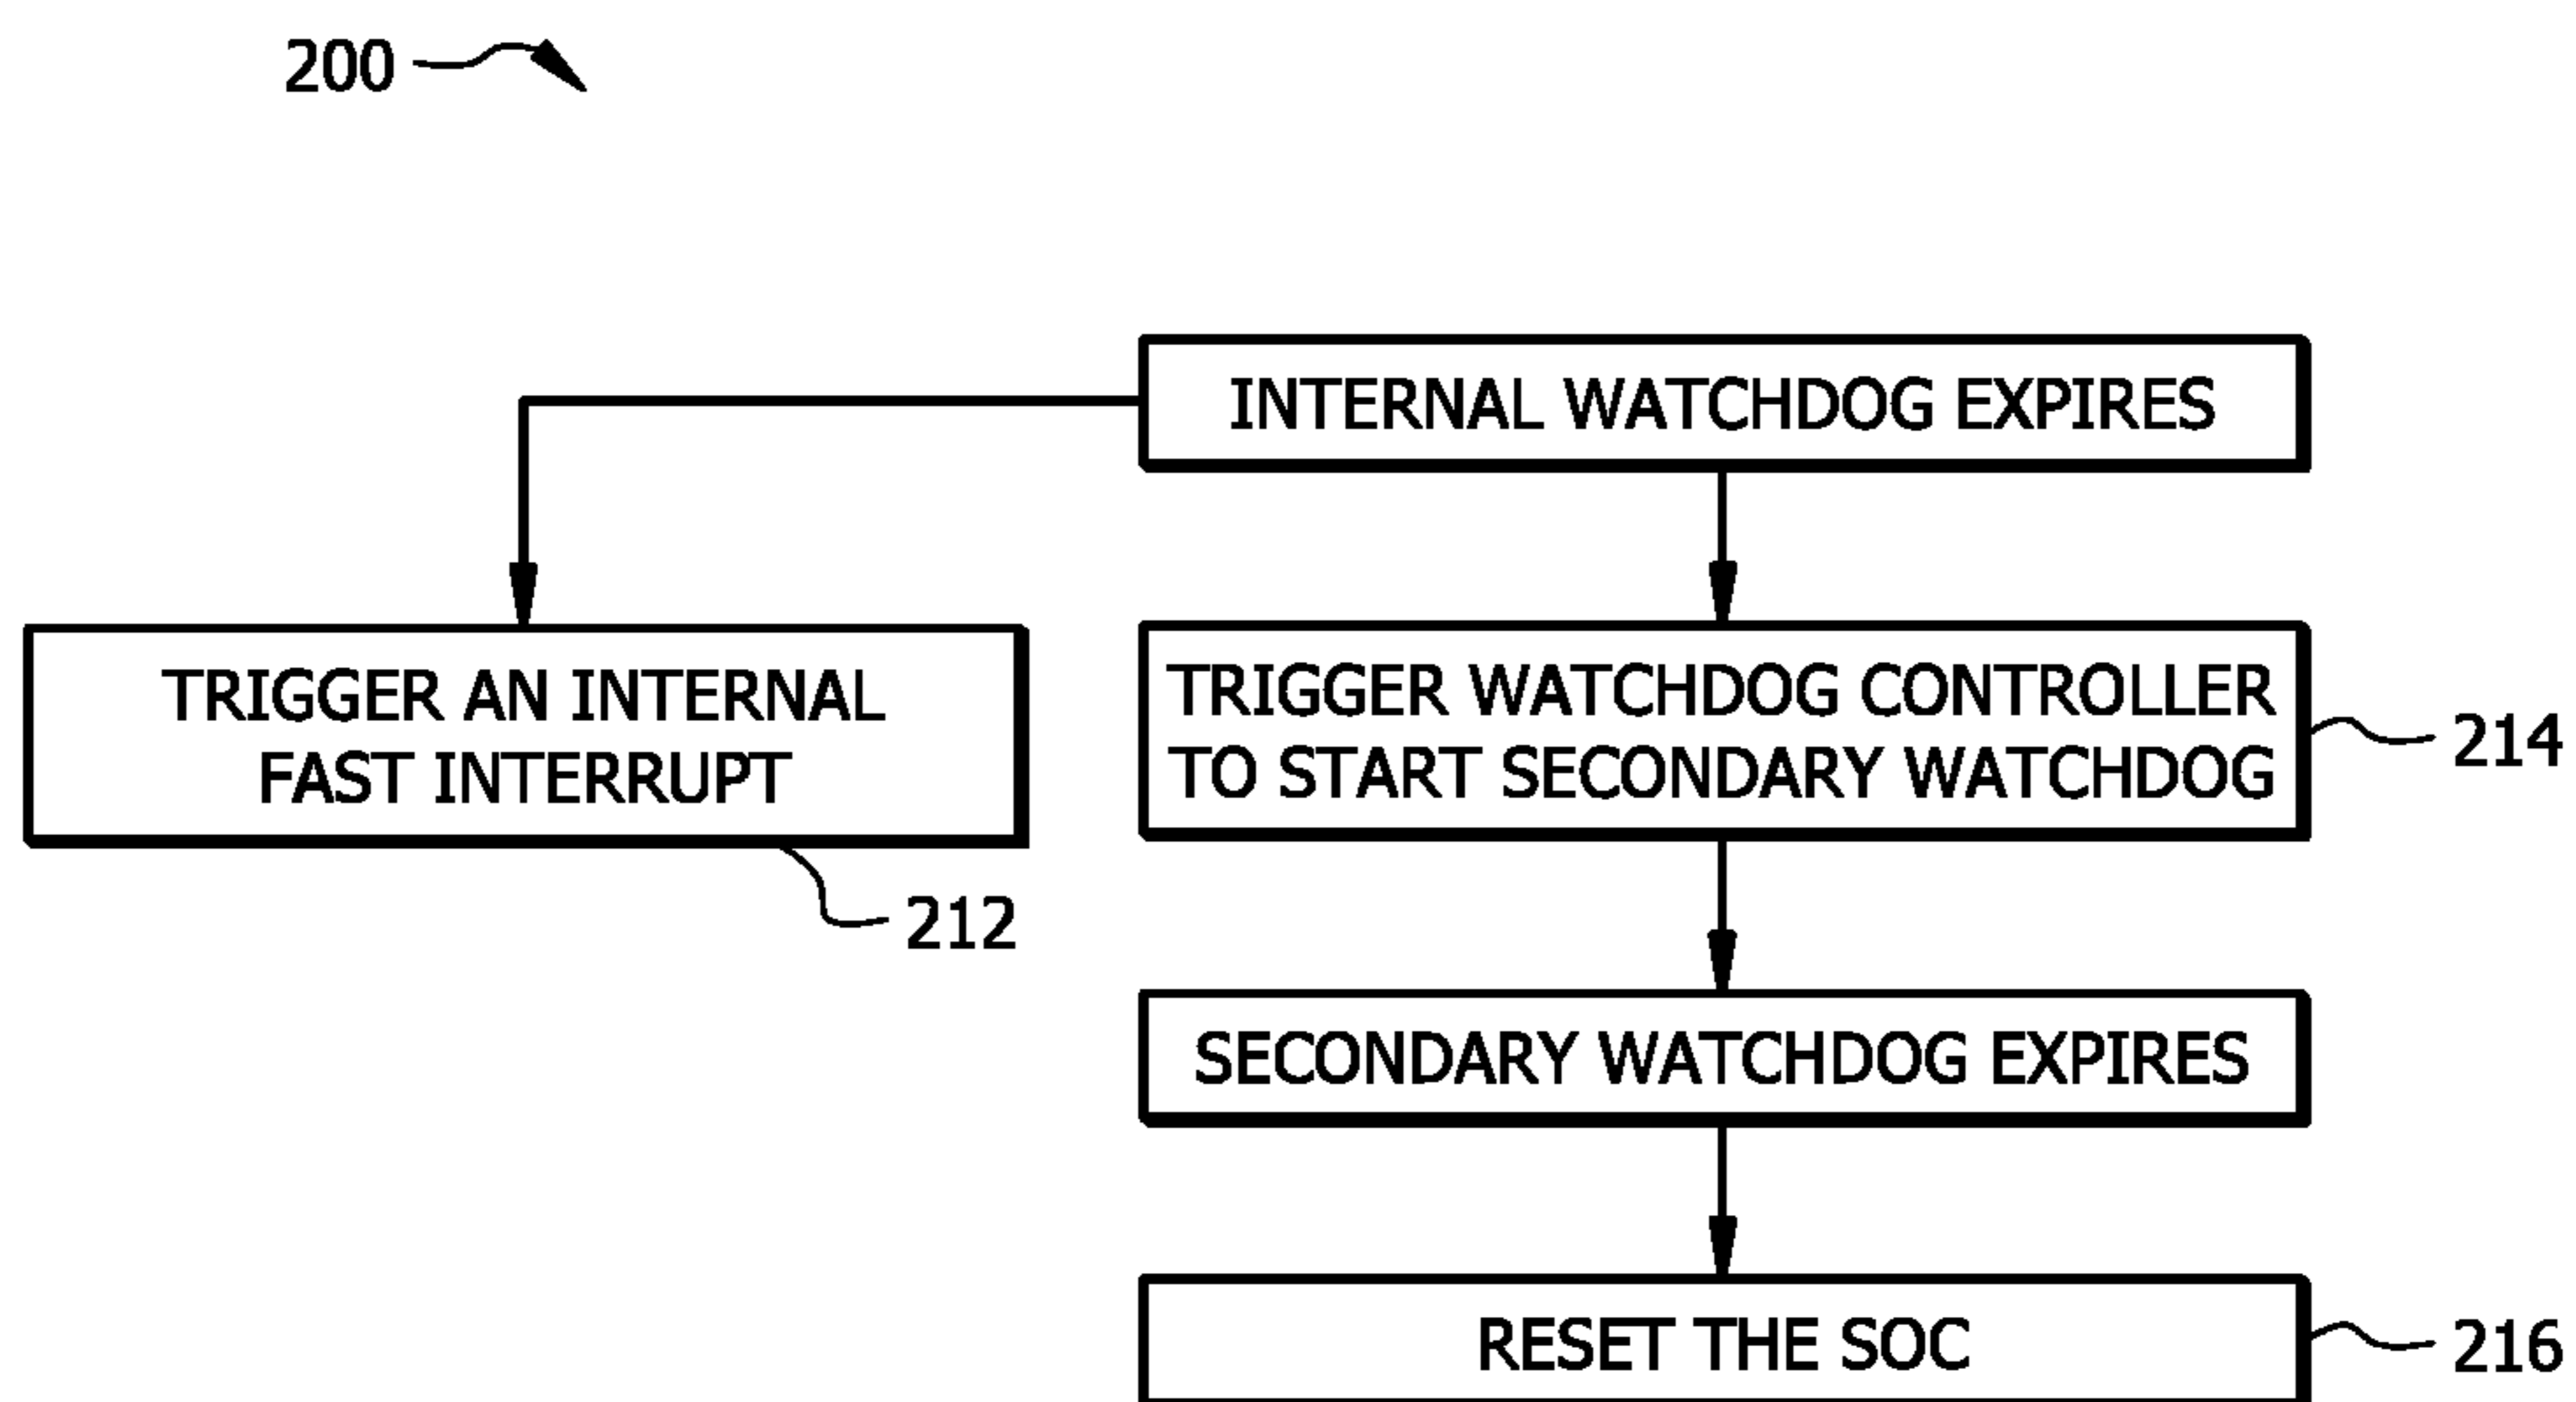 200
INTERNAL WATCHDOG EXPIRES
TRIGGER AN INTERNAL
FAST INTERRUPT
212
TRIGGER WATCHDOG CONTROLLER
TO START SECONDARY WATCHDOG
214
SECONDARY WATCHDOG EXPIRES
RESET THE SOC
216